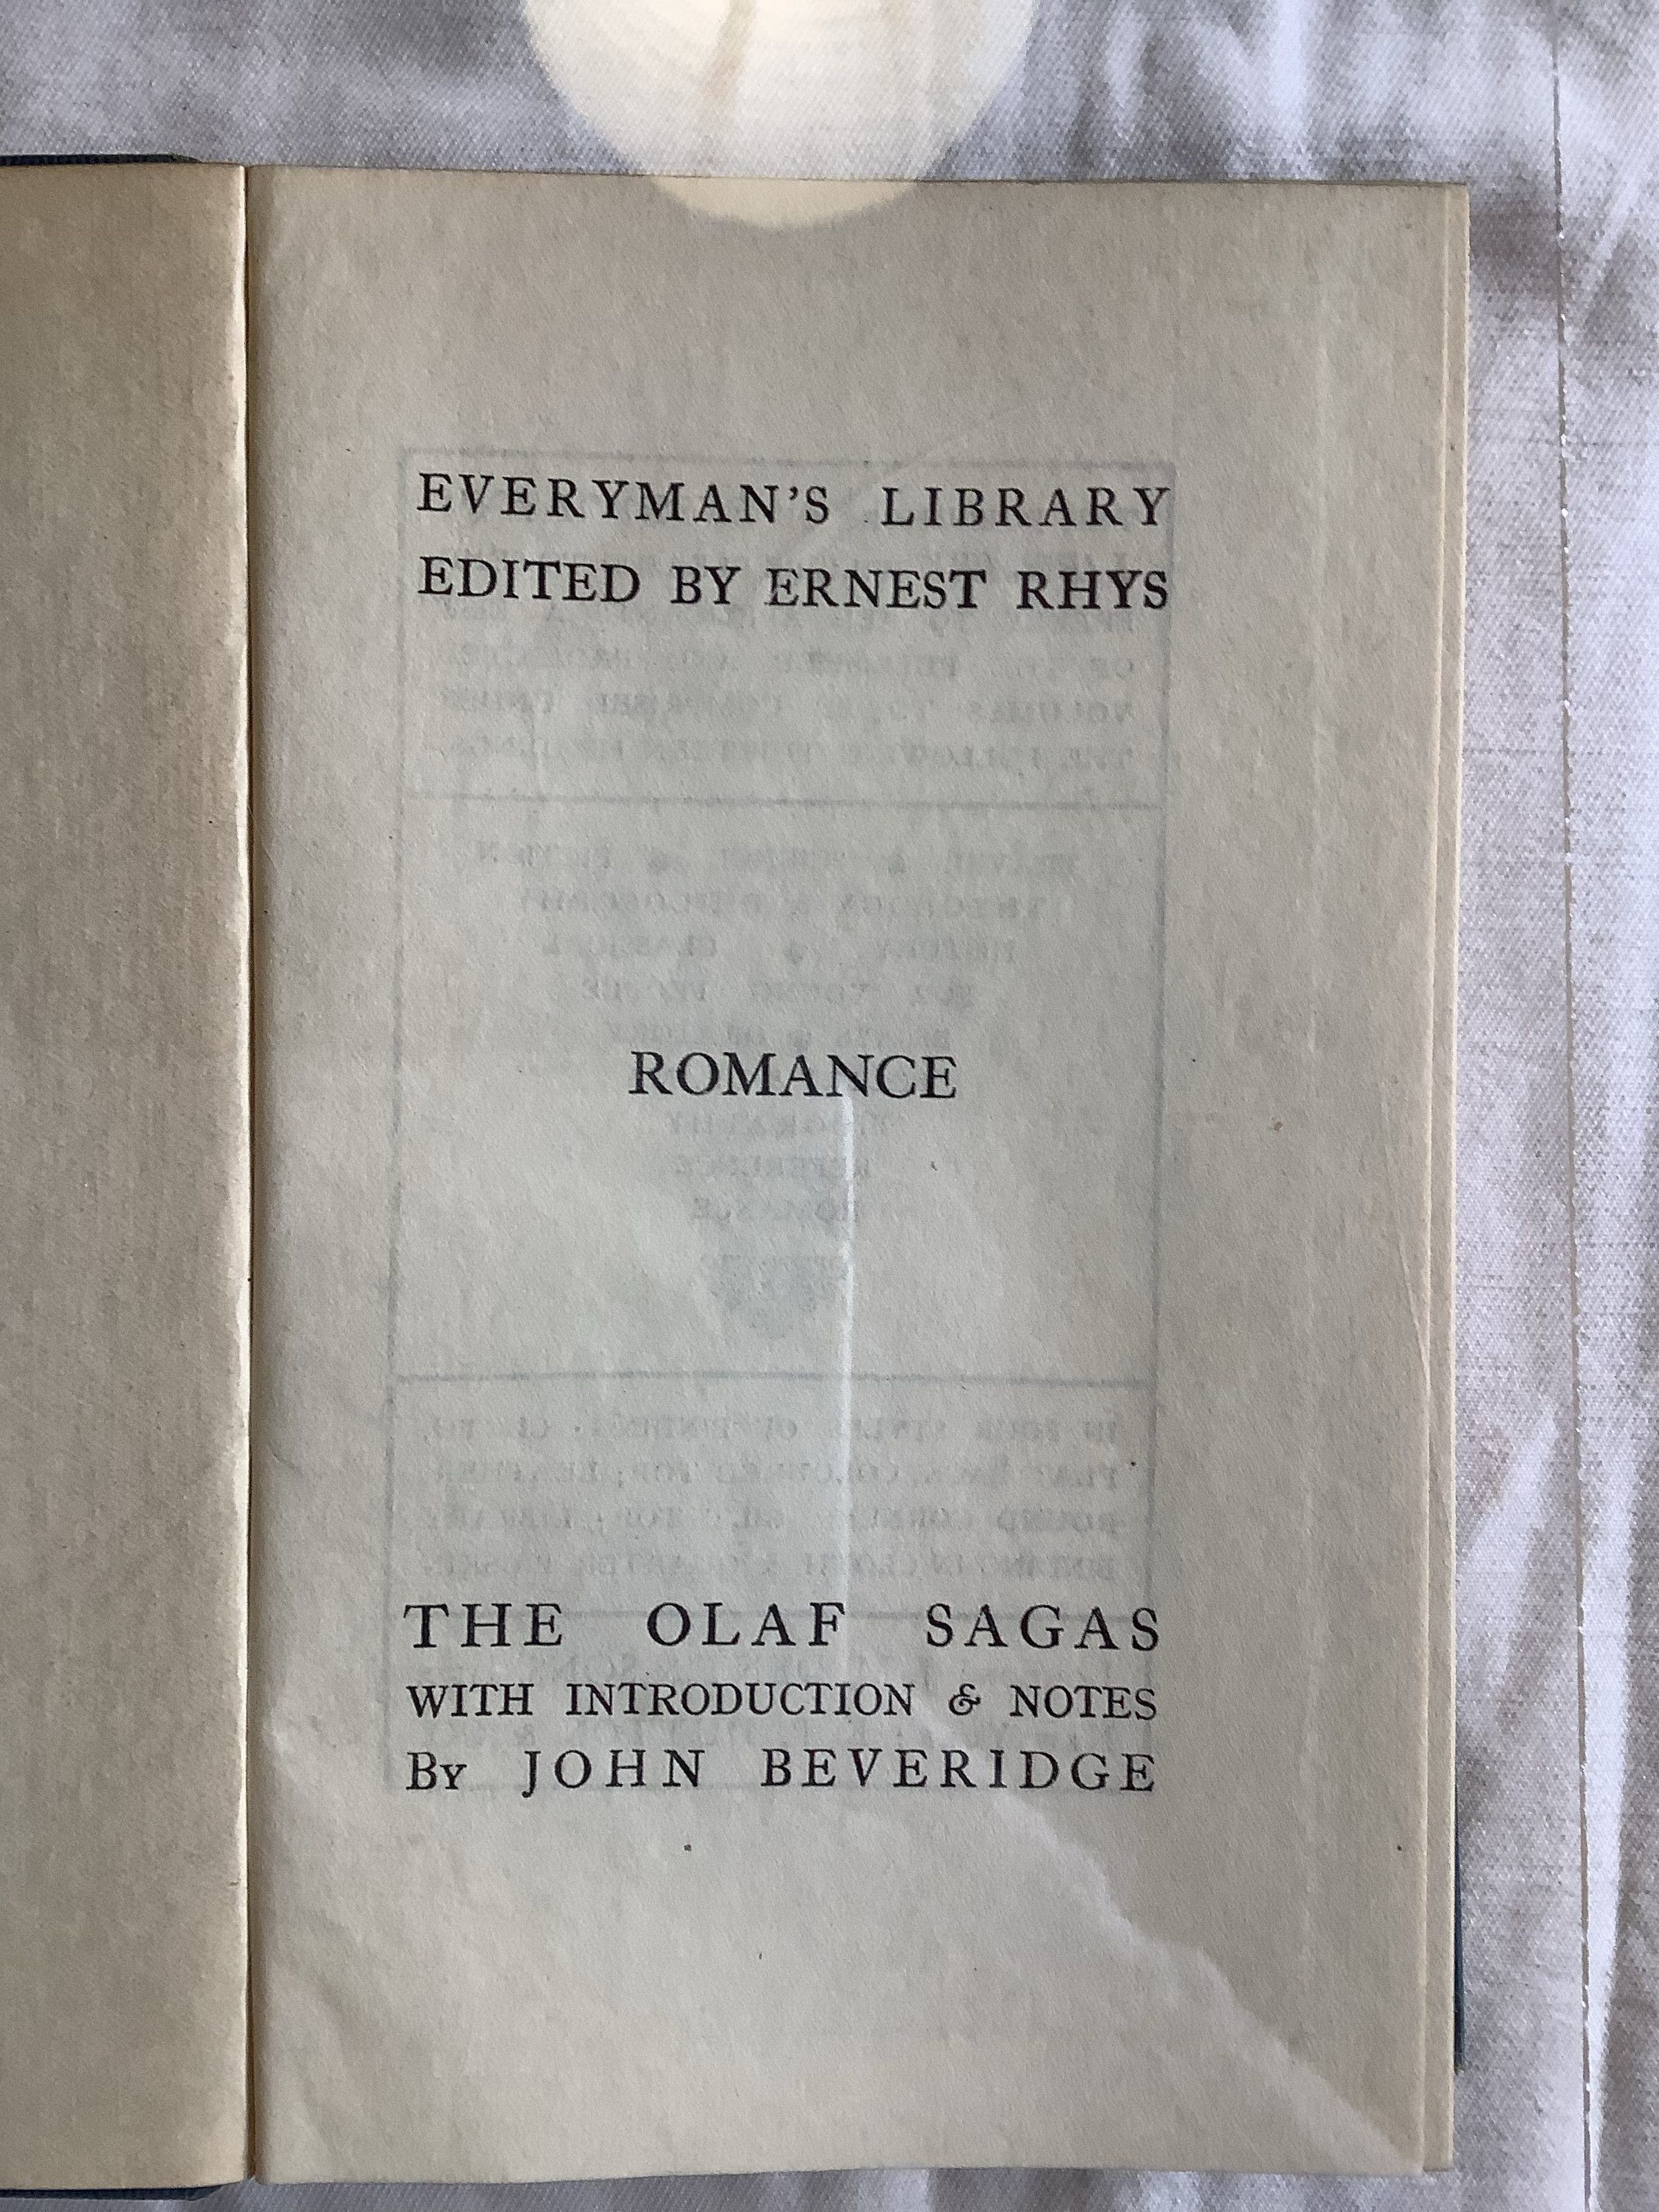 EVERYMAN'S LIBRARY
EDITED BY ERNEST RHYS
ROMANCE
THE OLAF SAGAS
WITH INTRODUCTION & NOTES
By JOHN BEVERIDGE